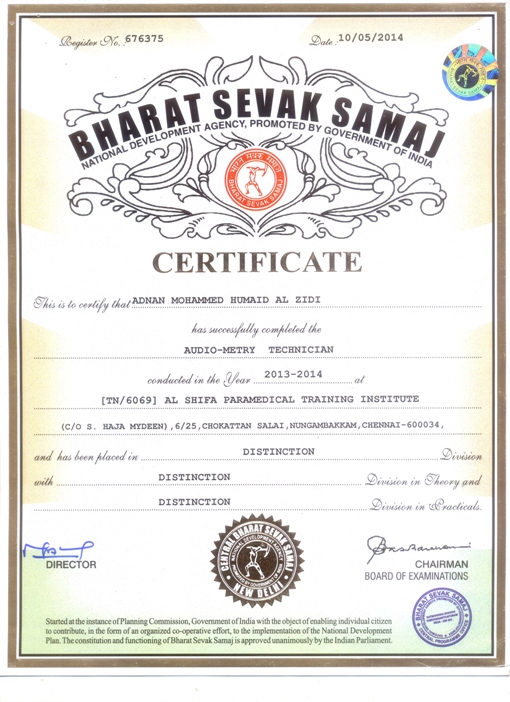 Register No. 676375
Date 10/05/2014
BHARAT SEVAK SAMAJ
NATIONAL DEVELOPMENT AGENCY, PROMOTED BY GOVERNMENT OF INDIA
भारत सेवक समाज
BHARAT SEVAK SAMAJ
CERTIFICATE
This is to certify that ADNAN MOHAMMED HUMAID AL ZIDI
has successfully completed the
AUDIO-METRY TECHNICIAN
conducted in the Year 2013-2014 at
[TN/6069] AL SHIFA PARAMEDICAL TRAINING INSTITUTE
(C/O S. HAJA MYDEEN),6/25,CHOKATTAN SALAI,NUNGAMBAKKAM,CHENNAI-600034,
and has been placed in DISTINCTION Division
with DISTINCTION Division in Theory and
DISTINCTION Division in Practicals.
DIRECTOR
CENTRAL BHARAT SEVAK SAMAJ
NEW DELHI
CHAIRMAN
BOARD OF EXAMINATIONS
BHARAT SEVAK SAMAJ
Started at the instance of Planning Commission, Government of India with the object of enabling individual citizen
to contribute, in the form of an organized co-operative effort, to the implementation of the National Development
Plan. The constitution and functioning of Bharat Sevak Samaj is approved unanimously by the Indian Parliament.